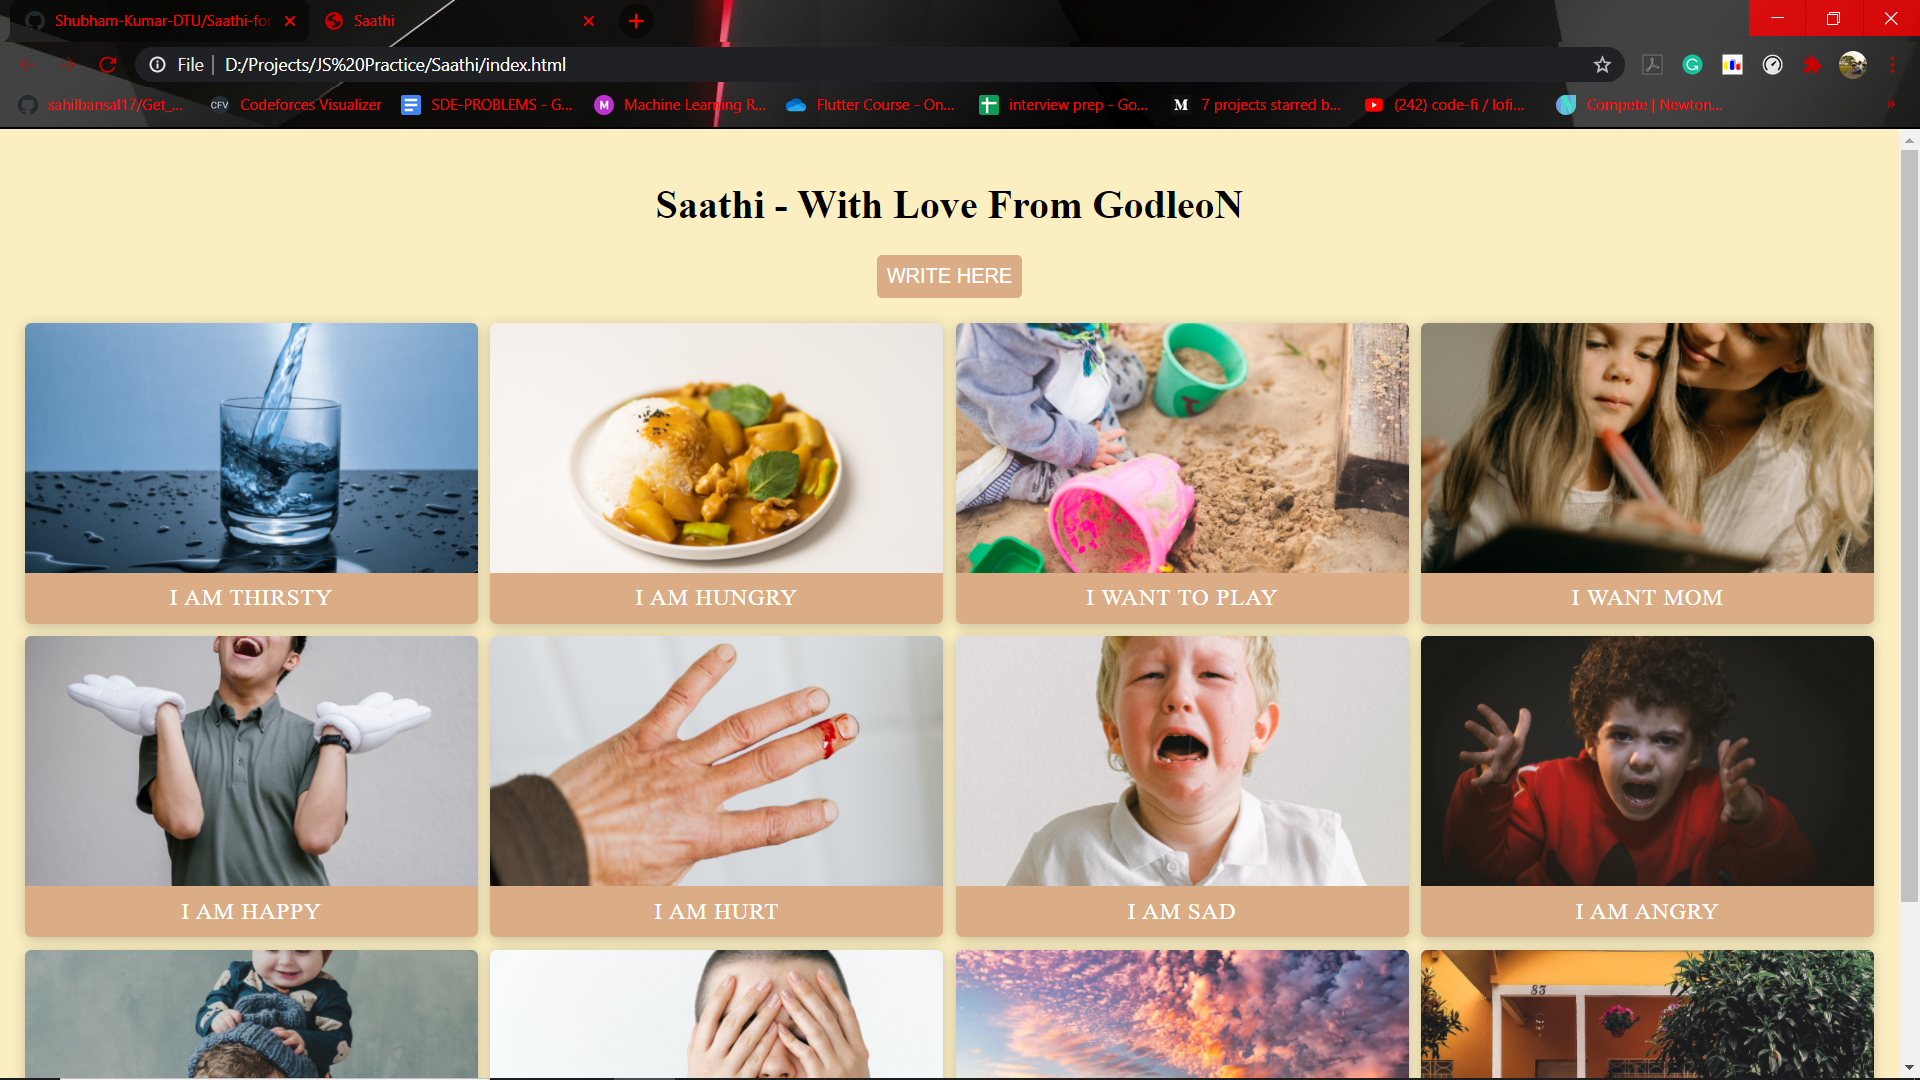 Shubham-Kumar-DTU/Saathi-for
Saathi
File
D:/Projects/JS%20Practice/Saathi/index.html
sahilbansal17/Get_...
CFV
Codeforces Visualizer
SDE-PROBLEMS - G...
M
Machine Learning R...
Flutter Course - On...
interview prep - Go...
M
7 projects starred b...
(242) code-fi / lofi...
Compete | Newton...
»
Saathi - With Love From GodleoN
WRITE HERE
I AM THIRSTY
I AM HUNGRY
I WANT TO PLAY
I WANT MOM
I AM HAPPY
I AM HURT
I AM SAD
I AM ANGRY
83